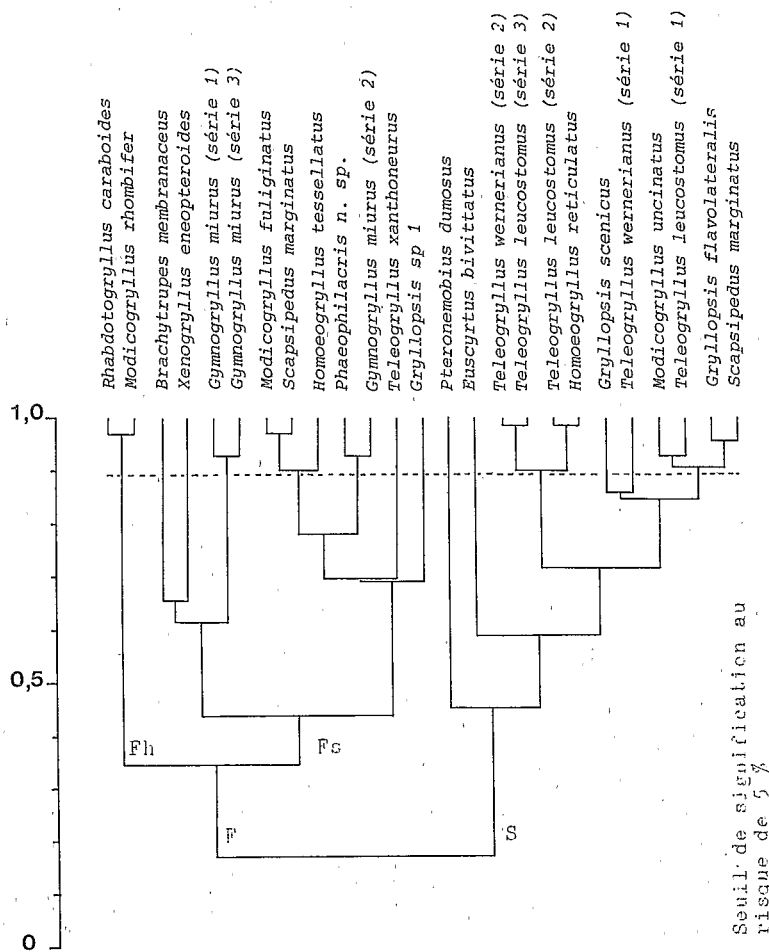 Rhabdotogryllus caraboides
Modicogryllus rhombifer
Brachytrupes membranaceus
Xenogryllus eneopteroides
Gymnogryllus miurus (série 1)
Gymnogryllus miurus (série 3)
Modicogryllus fuliginatus
Scapsipedus marginatus
Homoeogryllus tessellatus
Phaeophilacris n. sp.
Gymnogryllus miurus (série 2)
Teleogryllus xanthoneurus
Gryllopsis sp 1
Pteronemobius dumosus
Euscyrtus bivittatus
Teleogryllus wernerianus (série 2)
Teleogryllus leucostomus (série 3)
Teleogryllus leucostomus (série 2)
Homoeogryllus reticulatus
Gryllopsis scenicus
Teleogryllus wernerianus (série 1)
Modicogryllus uncinatus
Teleogryllus leucostomus (série 1)
Gryllopsis flavolateralis
Scapsipedus marginatus
1,0
0,5
0
Fh
Fs
F
S
Seuil de signification au
risque de 5 %